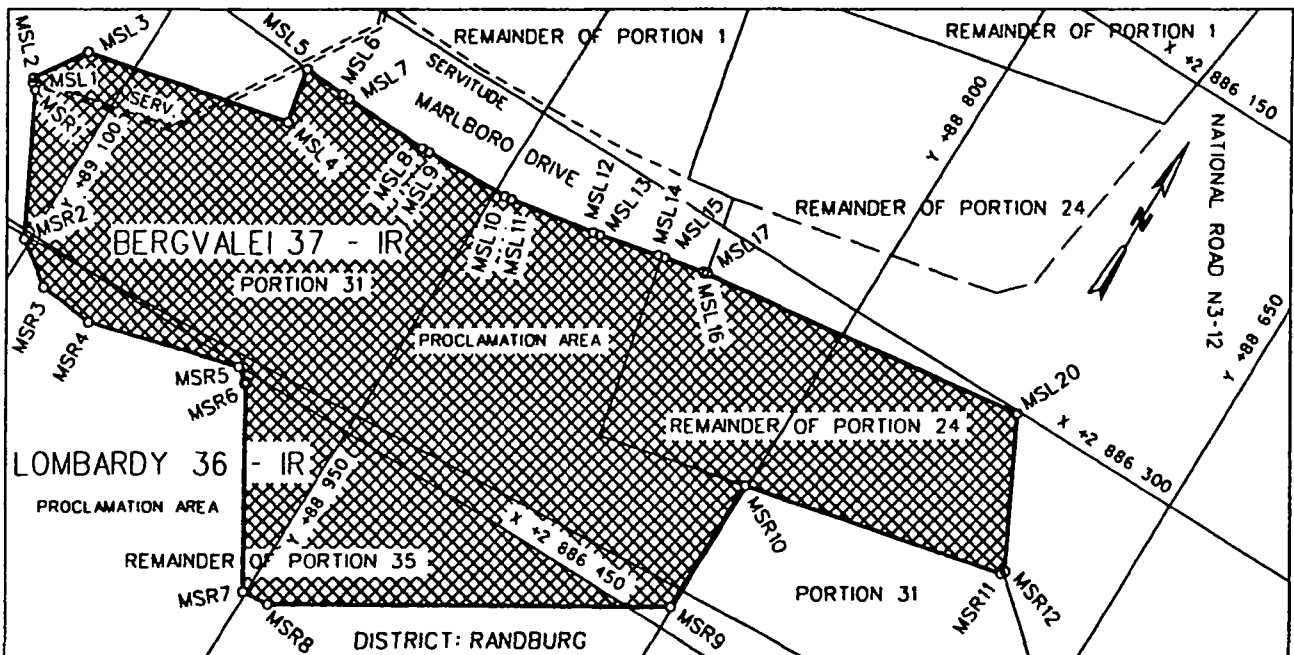 REMAINDER OF PORTION 1
REMAINDER OF PORTION 1
MSL2
MSL3
MSL5
MSL6
MSL7
SERVITUDE
MARLBORO DRIVE
X +2 886 150
Y +88 800
NATIONAL ROAD N3-12
N
MSL1
MSR1
SERV.
MSL4
Y +89 100
MSL8
MSL9
MSL10
MSL11
MSL12
MSL13
MSL14
MSL15
MSL17
MSL16
REMAINDER OF PORTION 24
MSR2
BERGVALEI 37 - IR
PORTION 31
PROCLAMATION AREA
Y +88 650
MSR3
MSR4
MSR5
MSR6
MSL20
REMAINDER OF PORTION 24
X +2 886 300
LOMBARDY 36 - IR
PROCLAMATION AREA
Y +88 950
X +2 886 450
MSR10
REMAINDER OF PORTION 35
MSR7
MSR8
MSR9
PORTION 31
MSR11
MSR12
DISTRICT: RANDBURG